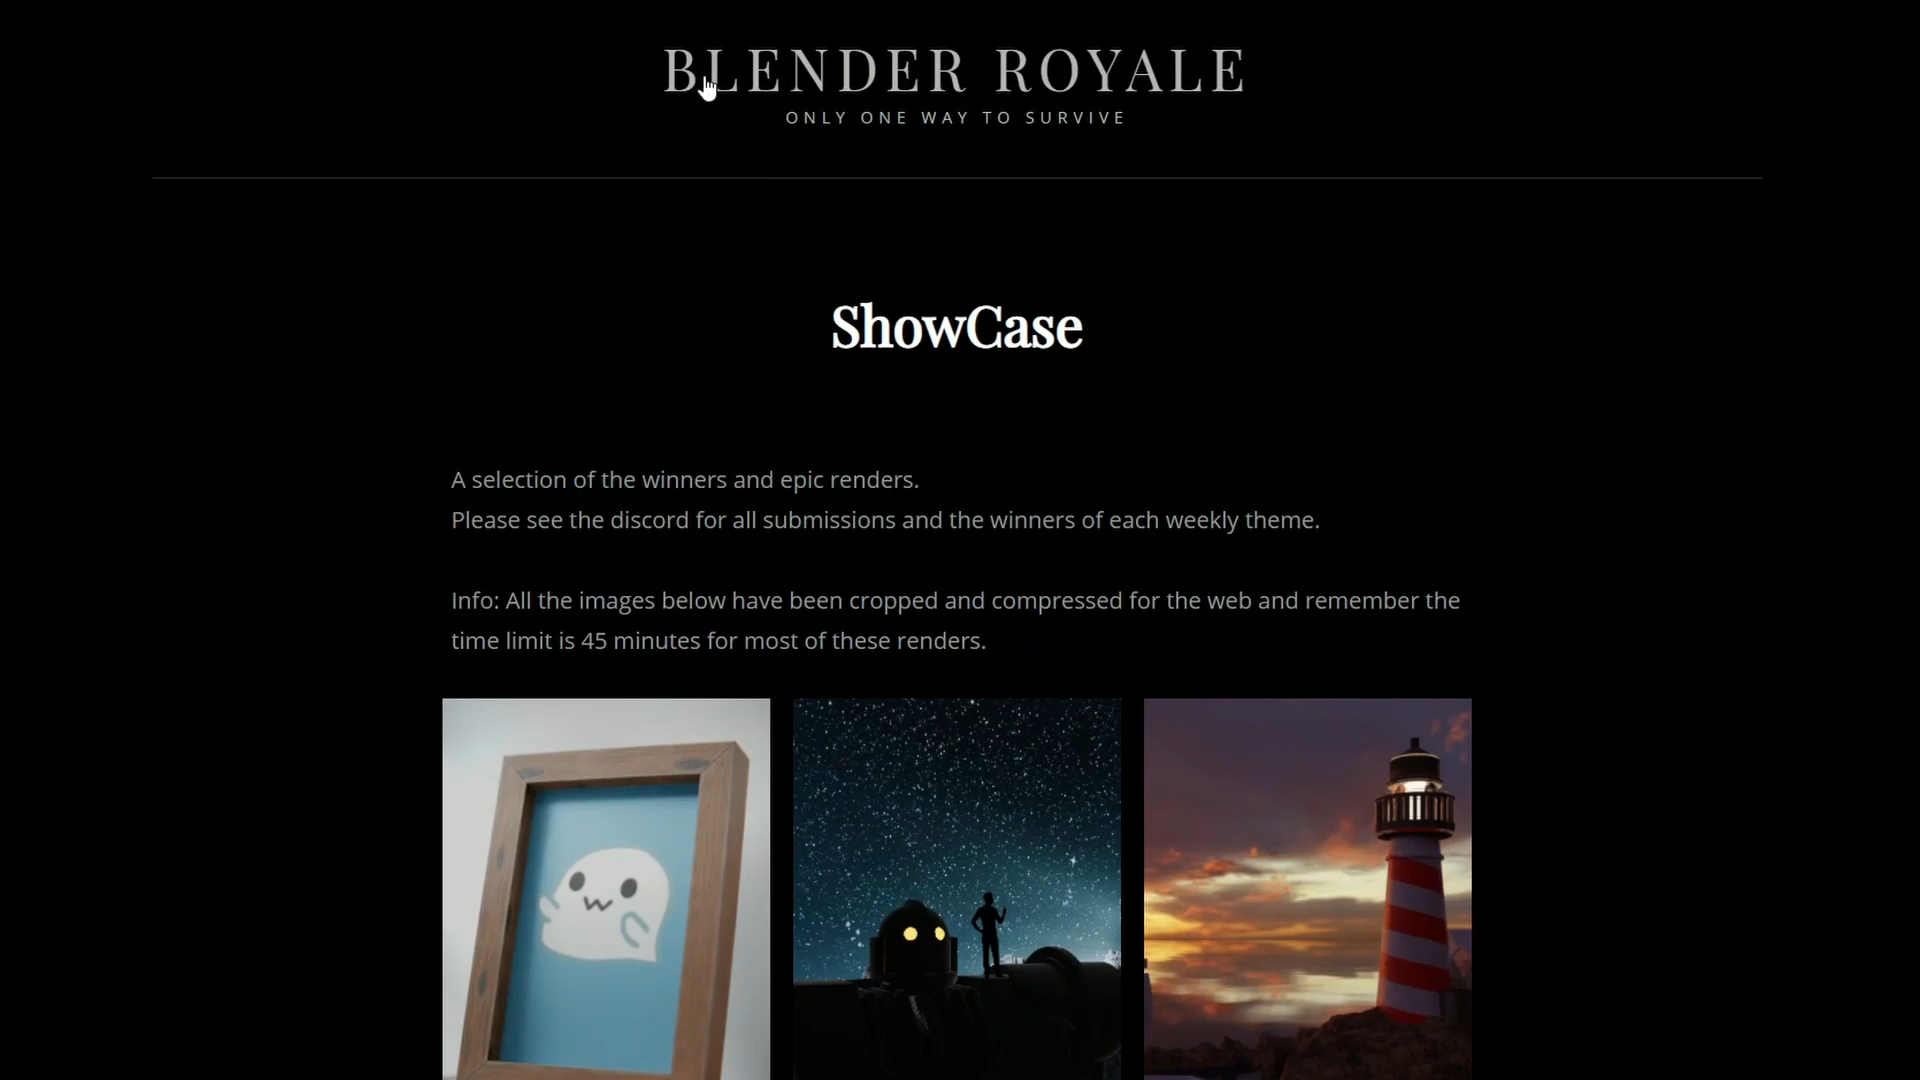 BLENDER ROYALE
ONLY ONE WAY TO SURVIVE
ShowCase
A selection of the winners and epic renders.
Please see the discord for all submissions and the winners of each weekly theme.
Info: All the images below have been cropped and compressed for the web and remember the
time limit is 45 minutes for most of these renders.